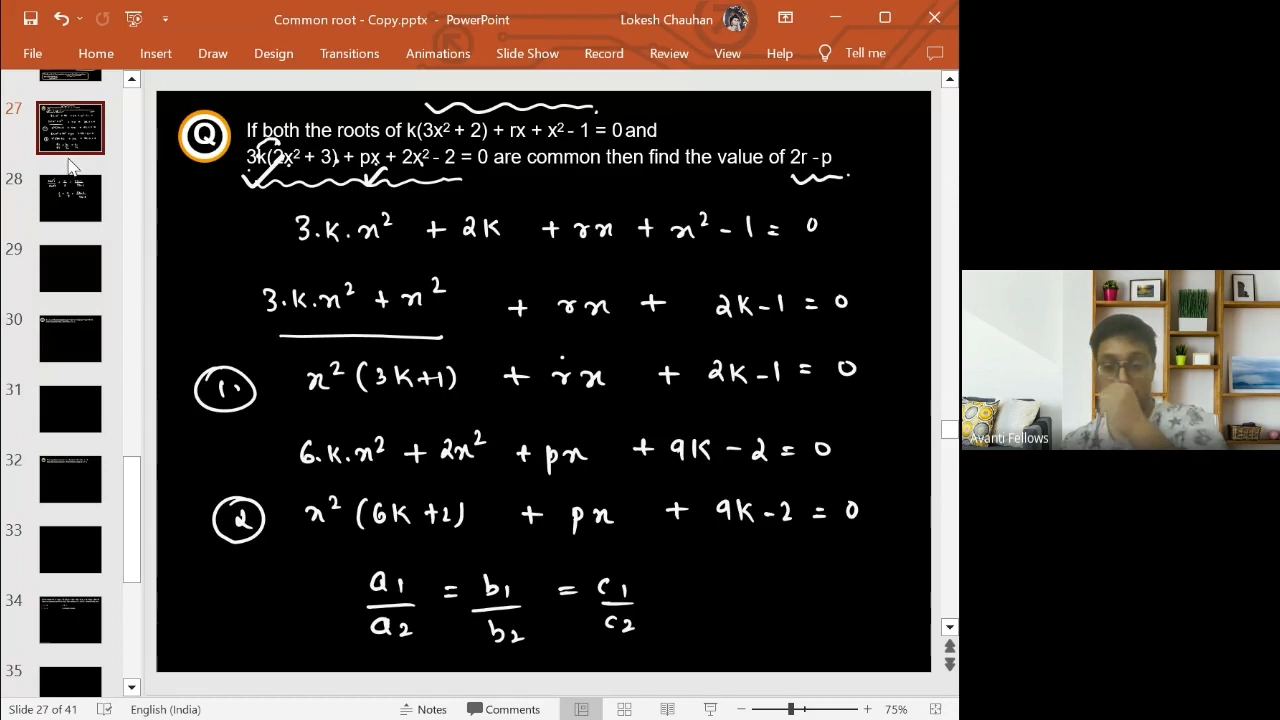 Common root - Copy.pptx - PowerPoint
Lokesh Chauhan
File Home Insert Draw Design Transitions Animations Slide Show Record Review View Help Tell me
27
28
29
30
31
32
33
34
35
Q
If both the roots of k(3x² + 2) + rx + x² - 1 = 0 and
3k(2x² + 3) + px + 2x² - 2 = 0 are common then find the value of 2r - p
3.k.x² + 2k + rx + x² - 1 = 0
3.k.x² + x² + rx + 2k - 1 = 0
1. x² (3k+1) + rx + 2k - 1 = 0
6.k.x² + 2x² + px + 9k - 2 = 0
2 x² (6k + 2) + px + 9k - 2 = 0
a1/a2 = b1/b2 = c1/c2
Avanti Fellows
Slide 27 of 41 English (India) Notes Comments 75%